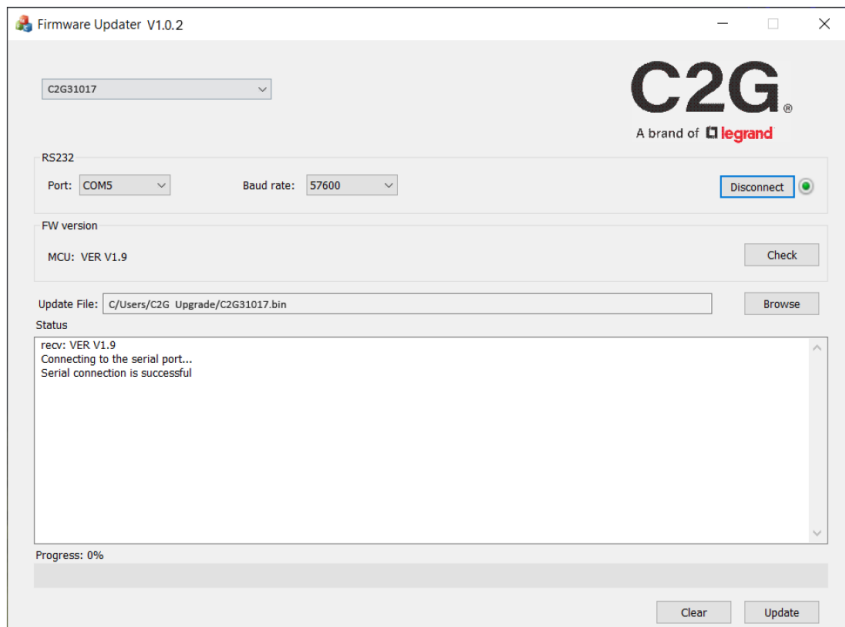 Firmware Updater V1.0.2
C2G31017
C2G®
A brand of legrand
RS232
Port: COM5 Baud rate: 57600 Disconnect
FW version
MCU: VER V1.9 Check
Update File: C/Users/C2G Upgrade/C2G31017.bin Browse
Status
recv: VER V1.9
Connecting to the serial port...
Serial connection is successful
Progress: 0%
Clear Update